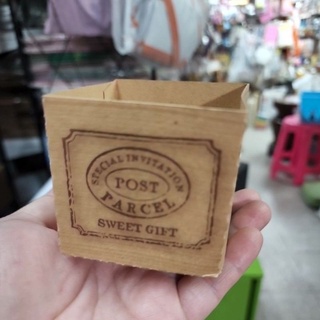 SPECIAL INVITATION
POST
PARCEL
SWEET GIFT